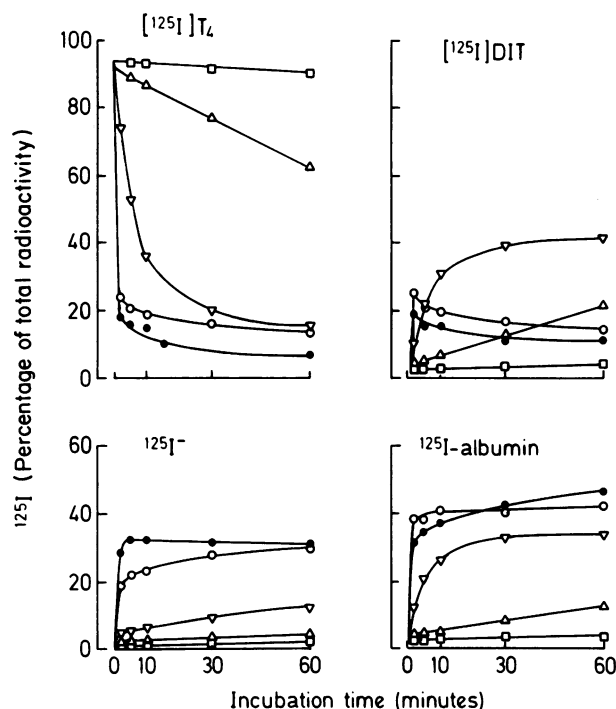 [¹²⁵I]T₄
[¹²⁵I]DIT
100
80
60
40
20
0
¹²⁵I⁻
¹²⁵I-albumin
60
40
20
0
0 10 30 60
0 10 30 60
¹²⁵I (Percentage of total radioactivity)
Incubation time (minutes)